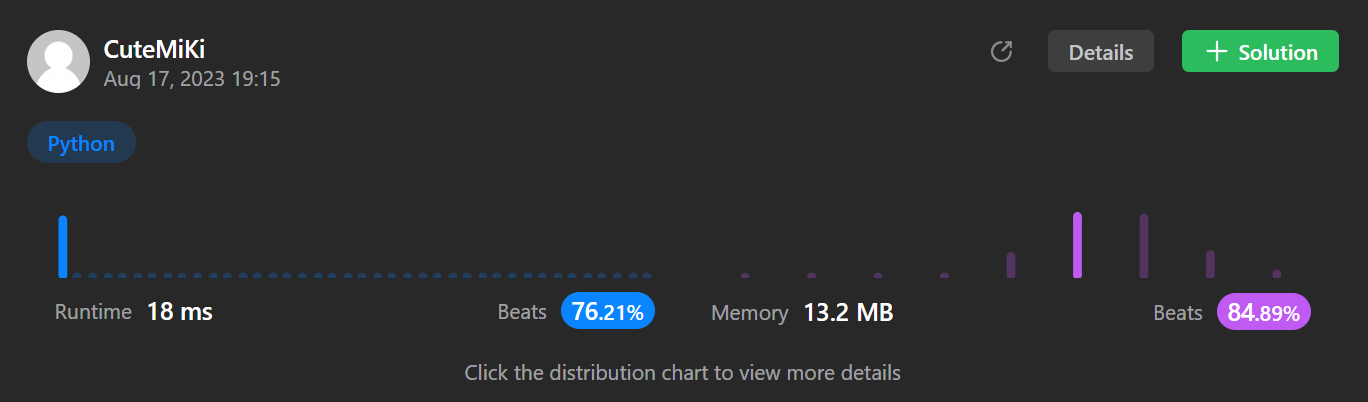 CuteMiKi
Aug 17, 2023 19:15
Details
Solution
Python
Runtime 18 ms Beats 76.21% Memory 13.2 MB Beats 84.89%
Click the distribution chart to view more details